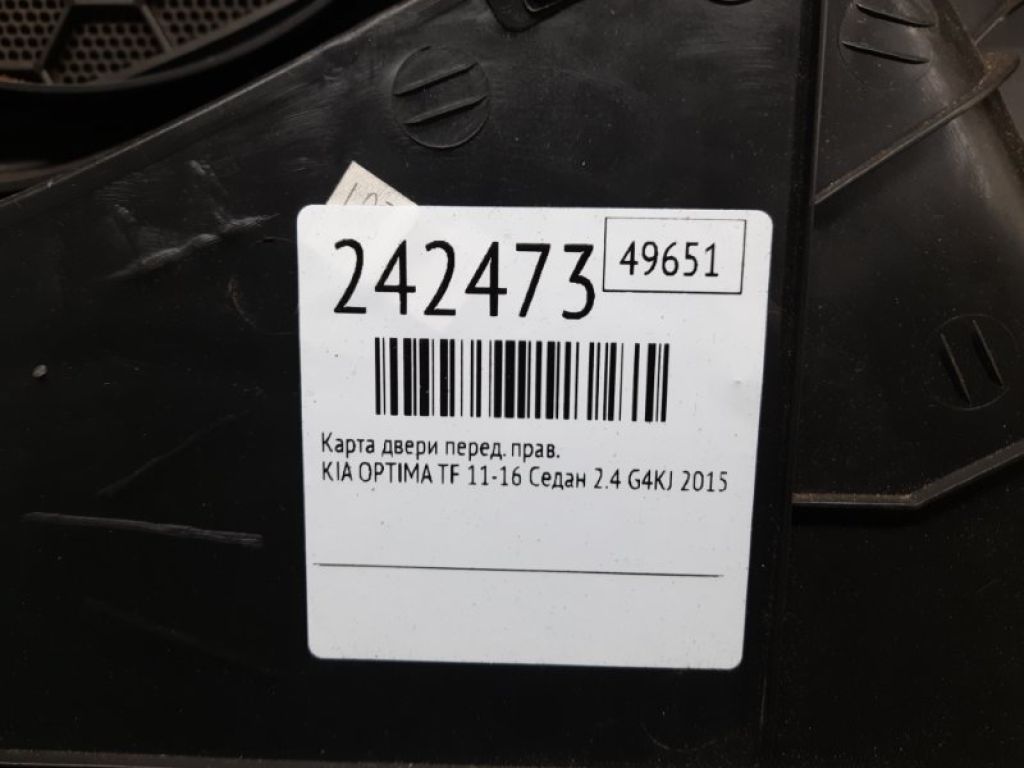 242473
49651
Карта двери перед. прав.
KIA OPTIMA TF 11-16 Седан 2.4 G4KJ 2015